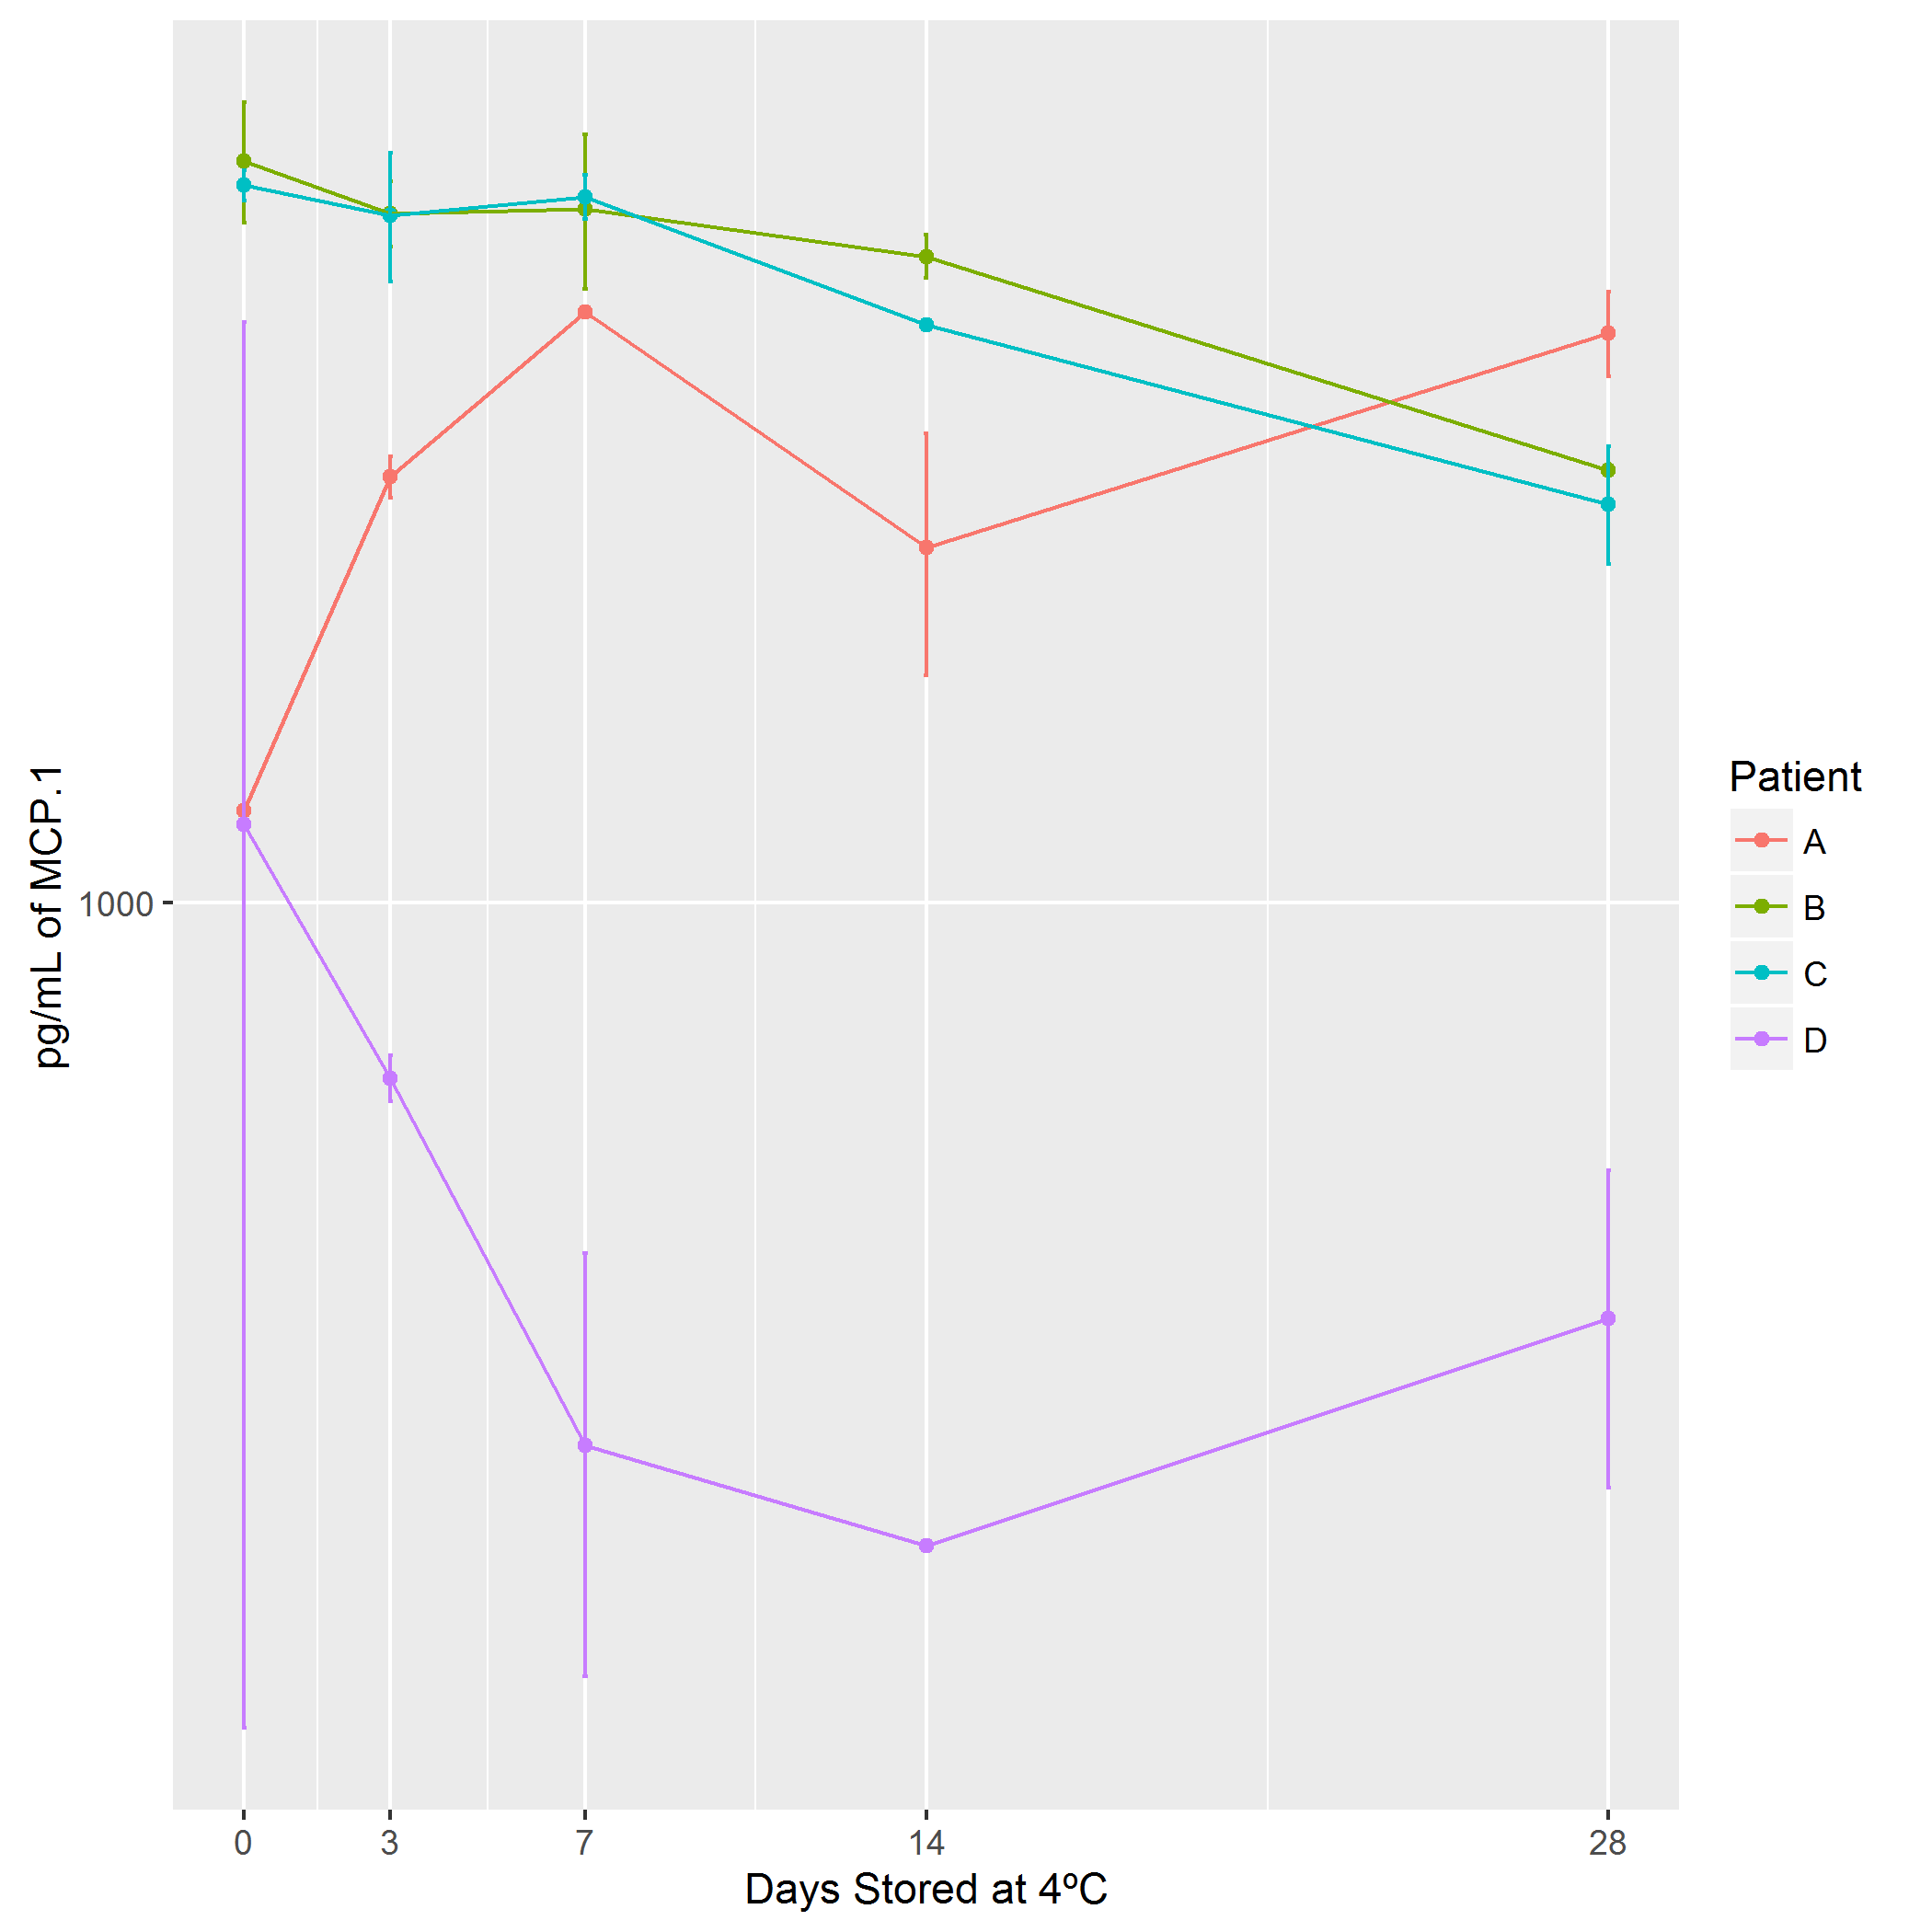 pg/mL of MCP.1
1000
0 3 7 14 28
Days Stored at 4ºC
Patient
A
B
C
D